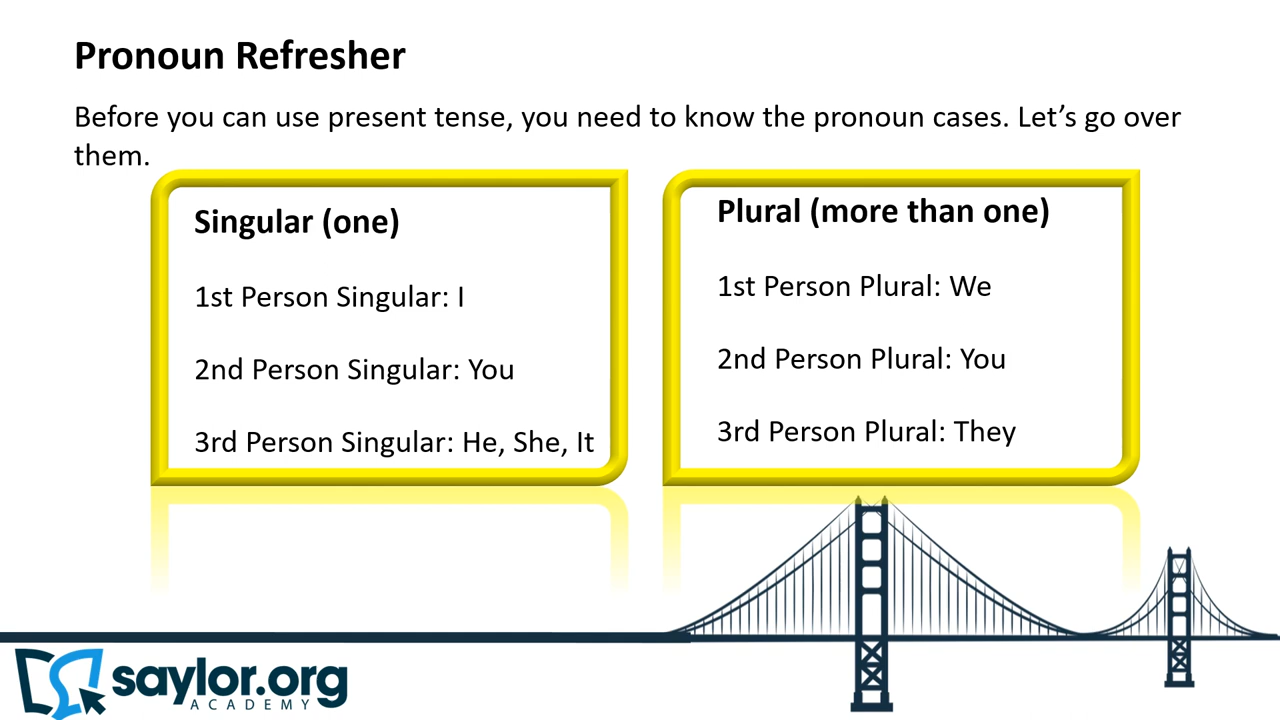 Pronoun Refresher
Before you can use present tense, you need to know the pronoun cases. Let’s go over
them.
Singular (one)
1st Person Singular: I
2nd Person Singular: You
3rd Person Singular: He, She, It
Plural (more than one)
1st Person Plural: We
2nd Person Plural: You
3rd Person Plural: They
saylor.org
ACADEMY